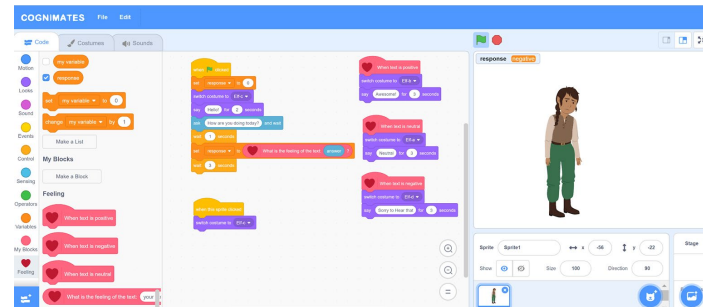 COGNIMATES File Edit
Code Costumes Sounds
Motion
Looks
Sound
Events
Control
Sensing
Operators
Variables
My Blocks
Feeling
my variable
response
set my variable to 0
change my variable by 1
Make a List
My Blocks
Make a Block
Feeling
When text is positive
When text is negative
When text is neutral
What is the feeling of the text: your
when clicked
set response to 0
switch costume to
say Hello! for 2 seconds
ask How are you doing today? and wait
wait 1 seconds
set response to What is the feeling of the text: answer ?
wait 3 seconds
when this sprite clicked
switch costume to
When text is positive
switch costume to
say Awesome! for 2 seconds
When text is neutral
switch costume to
say Neutral for 3 seconds
When text is negative
switch costume to
say Sorry to Hear that for seconds
response negative
Sprite Sprite1 x -56 y -22
Show Size 100 Direction 90
Stage